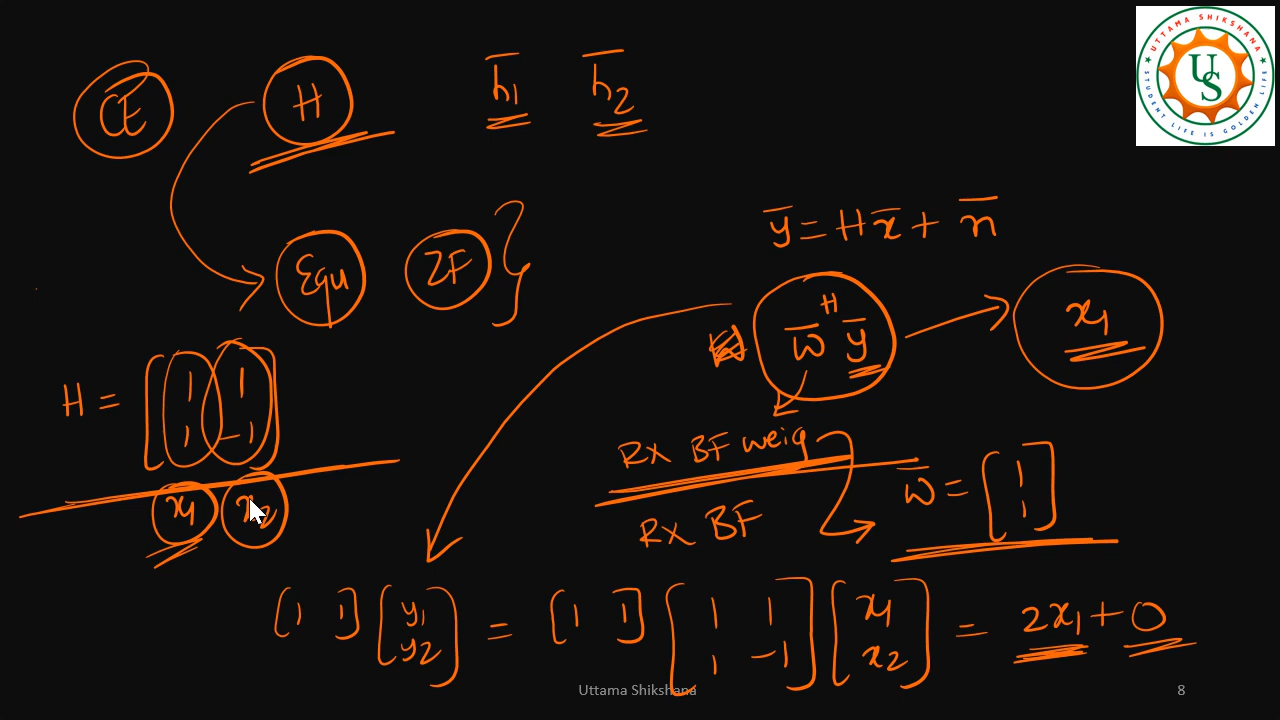 CE H h̅1 h̅2
y̅ = Hx̅ + n̅
Equ ZF }
w̅^H y̅ → x1
H = [1 1; 1 -1]
x1 x2
RX BF weig
RX BF
w̅ = [1; 1]
[1 1] [y1; y2] = [1 1] [1 1; 1 -1] [x1; x2] = 2x1 + 0
UTTAMA SHIKSHANA
US
STUDENT LIFE IS GOLDEN LIFE
Uttama Shikshana 8